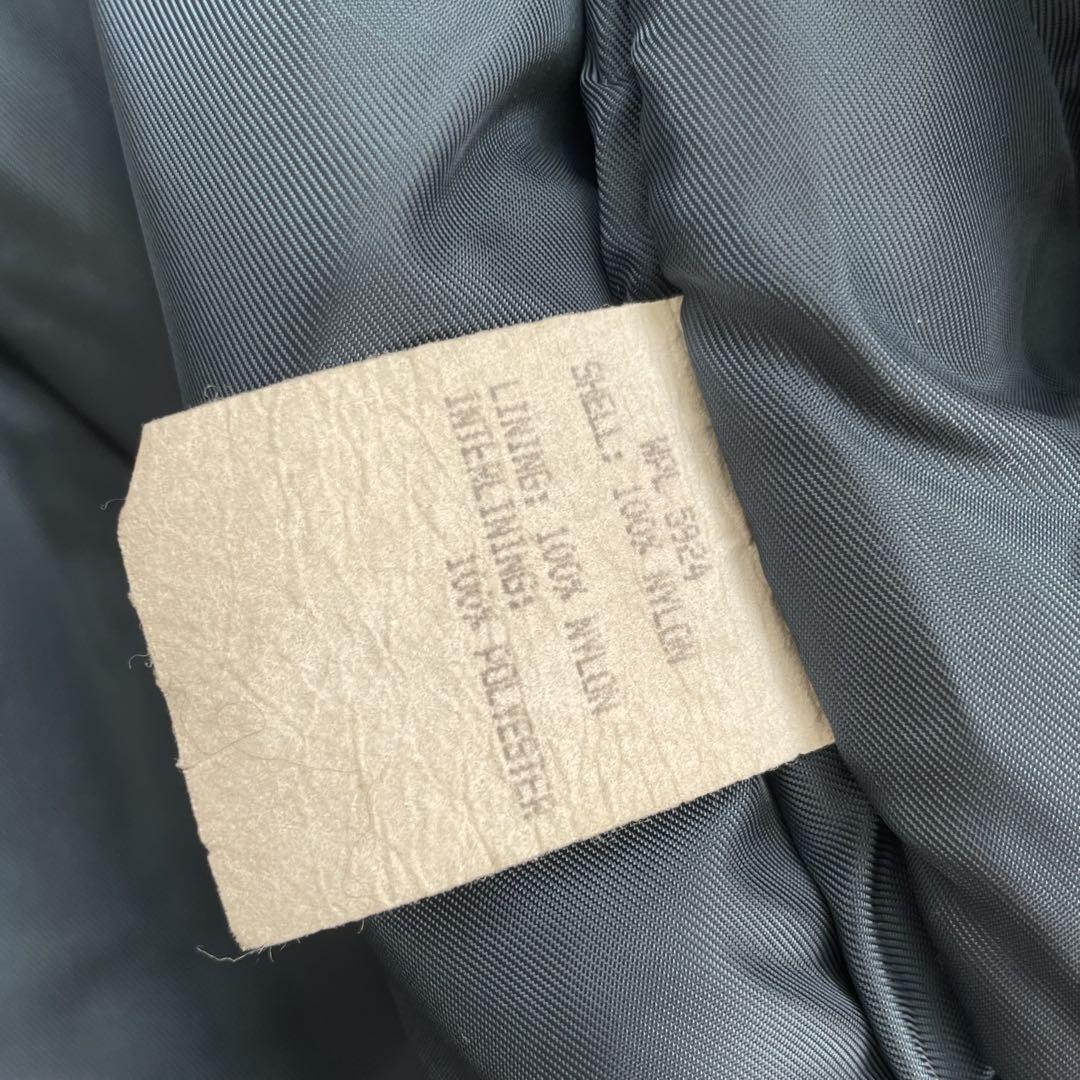 WPL 5924
SHELL:
100% NYLON
LINING: 100% NYLON
INTERLINING:
100% POLYESTER